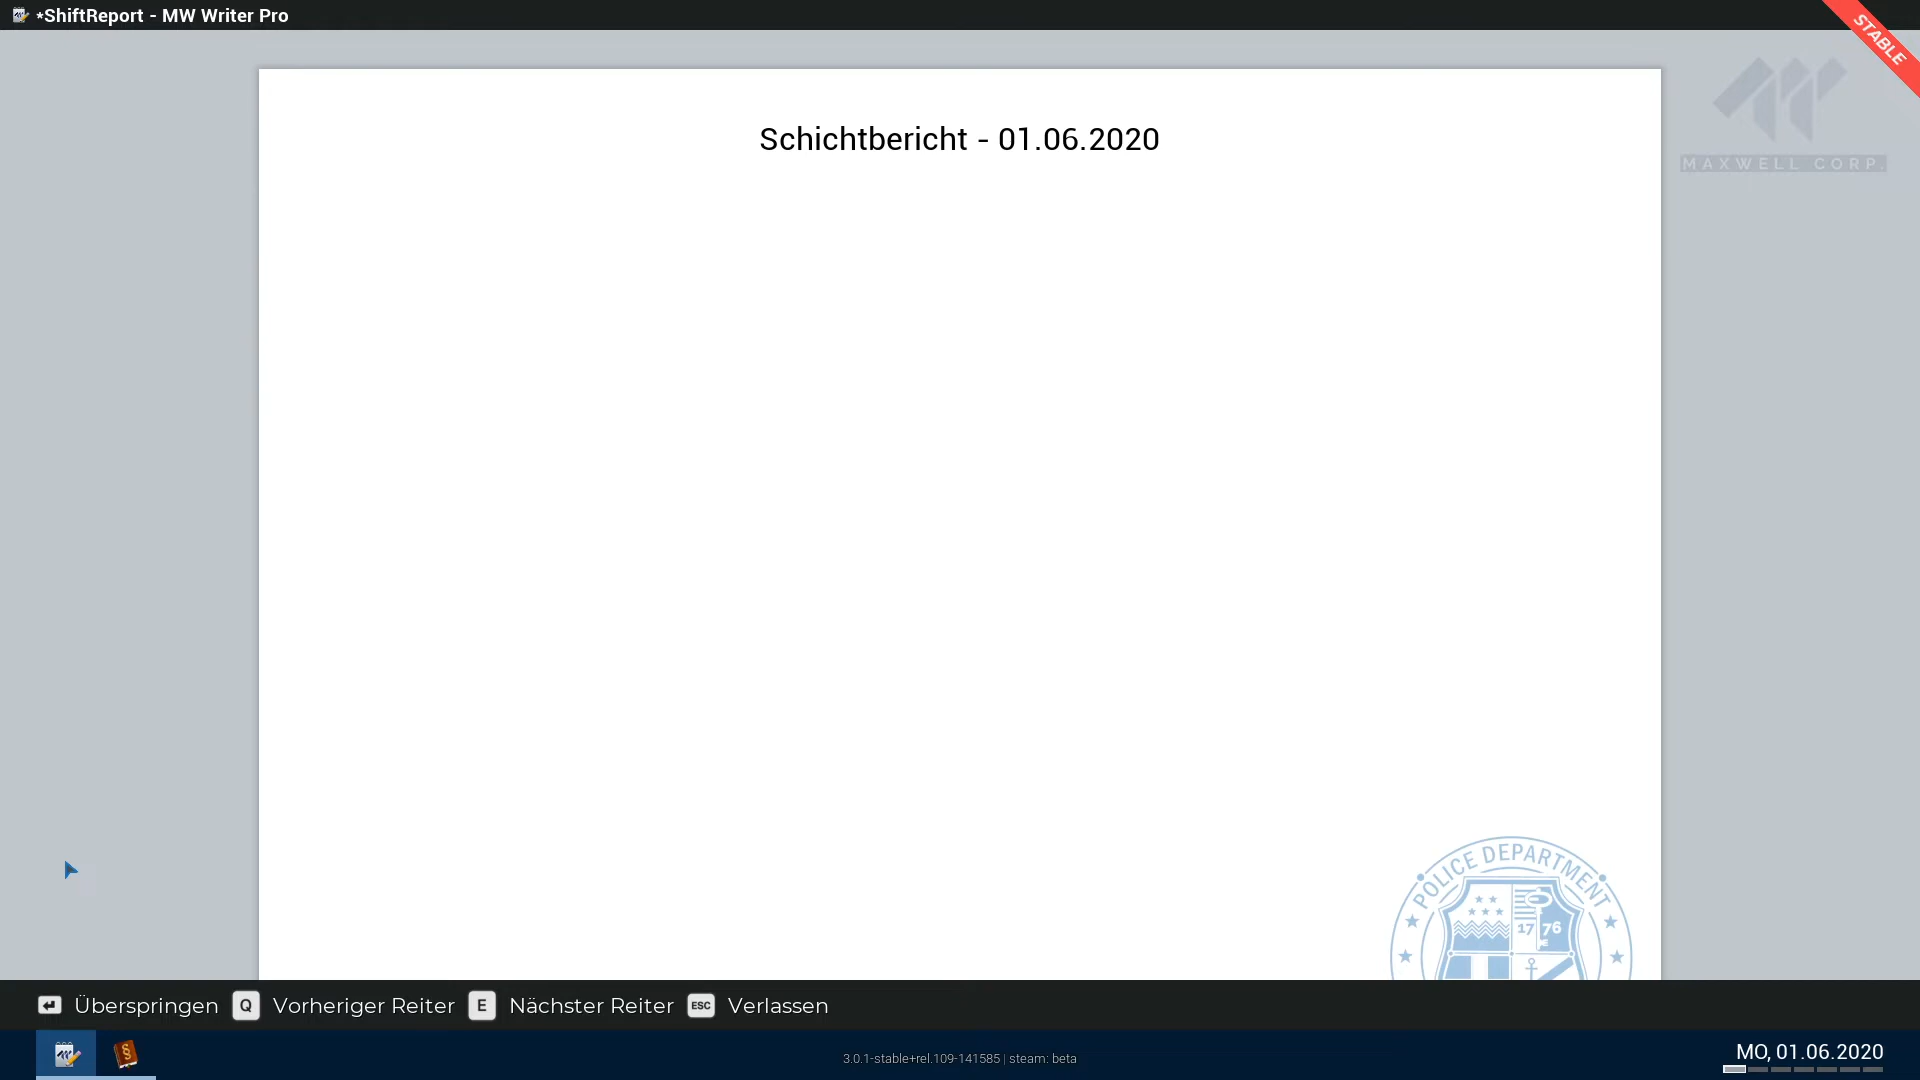 *ShiftReport - MW Writer Pro
STABLE
MAXWELL CORP.
Schichtbericht - 01.06.2020
POLICE DEPARTMENT
17 76
Überspringen Q Vorheriger Reiter E Nächster Reiter ESC Verlassen
§
3.0.1-stable+rel.109-141585 | steam: beta
MO, 01.06.2020